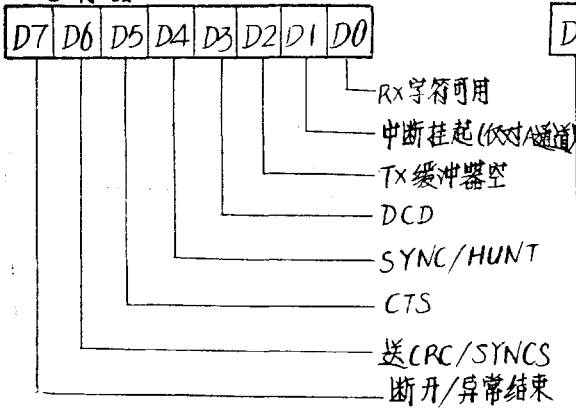 D7 D6 D5 D4 D3 D2 D1 D0
D
RX字符可用
中断挂起(仅对A通道)
TX缓冲器空
DCD
SYNC/HUNT
CTS
送CRC/SYNCS
断开/异常结束